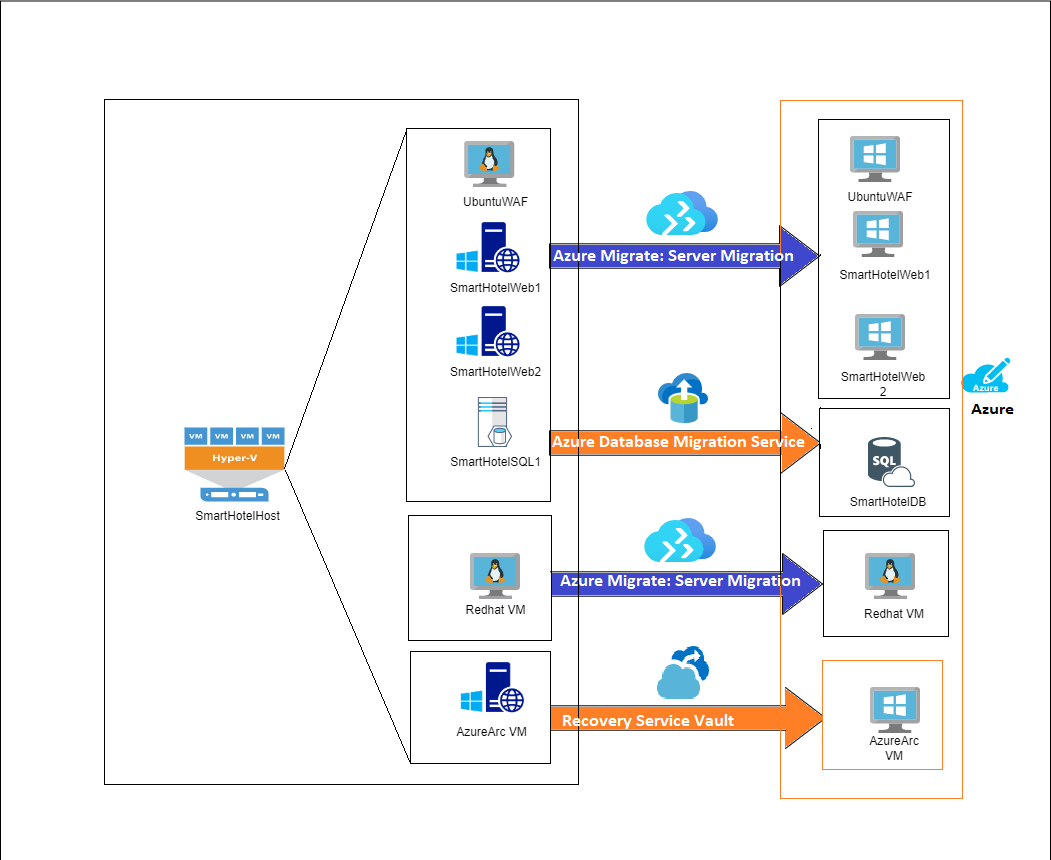 VM VM VM VM
Hyper-V
SmartHotelHost
UbuntuWAF
SmartHotelWeb1
SmartHotelWeb2
SmartHotelSQL1
Redhat VM
AzureArc VM
Azure Migrate: Server Migration
Azure Database Migration Service
Azure Migrate: Server Migration
Recovery Service Vault
UbuntuWAF
SmartHotelWeb1
SmartHotelWeb
2
SQL
SmartHotelDB
Redhat VM
AzureArc
VM
Azure
Azure